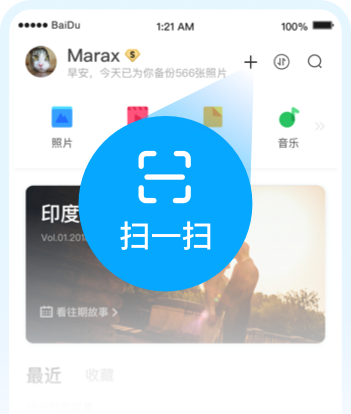 BaiDu
1:21 AM
100%
Marax
S
早安，今天已为你备份566张照片
照片
音乐
扫一扫
印度
Vol.01.201
看往期故事
最近
收藏